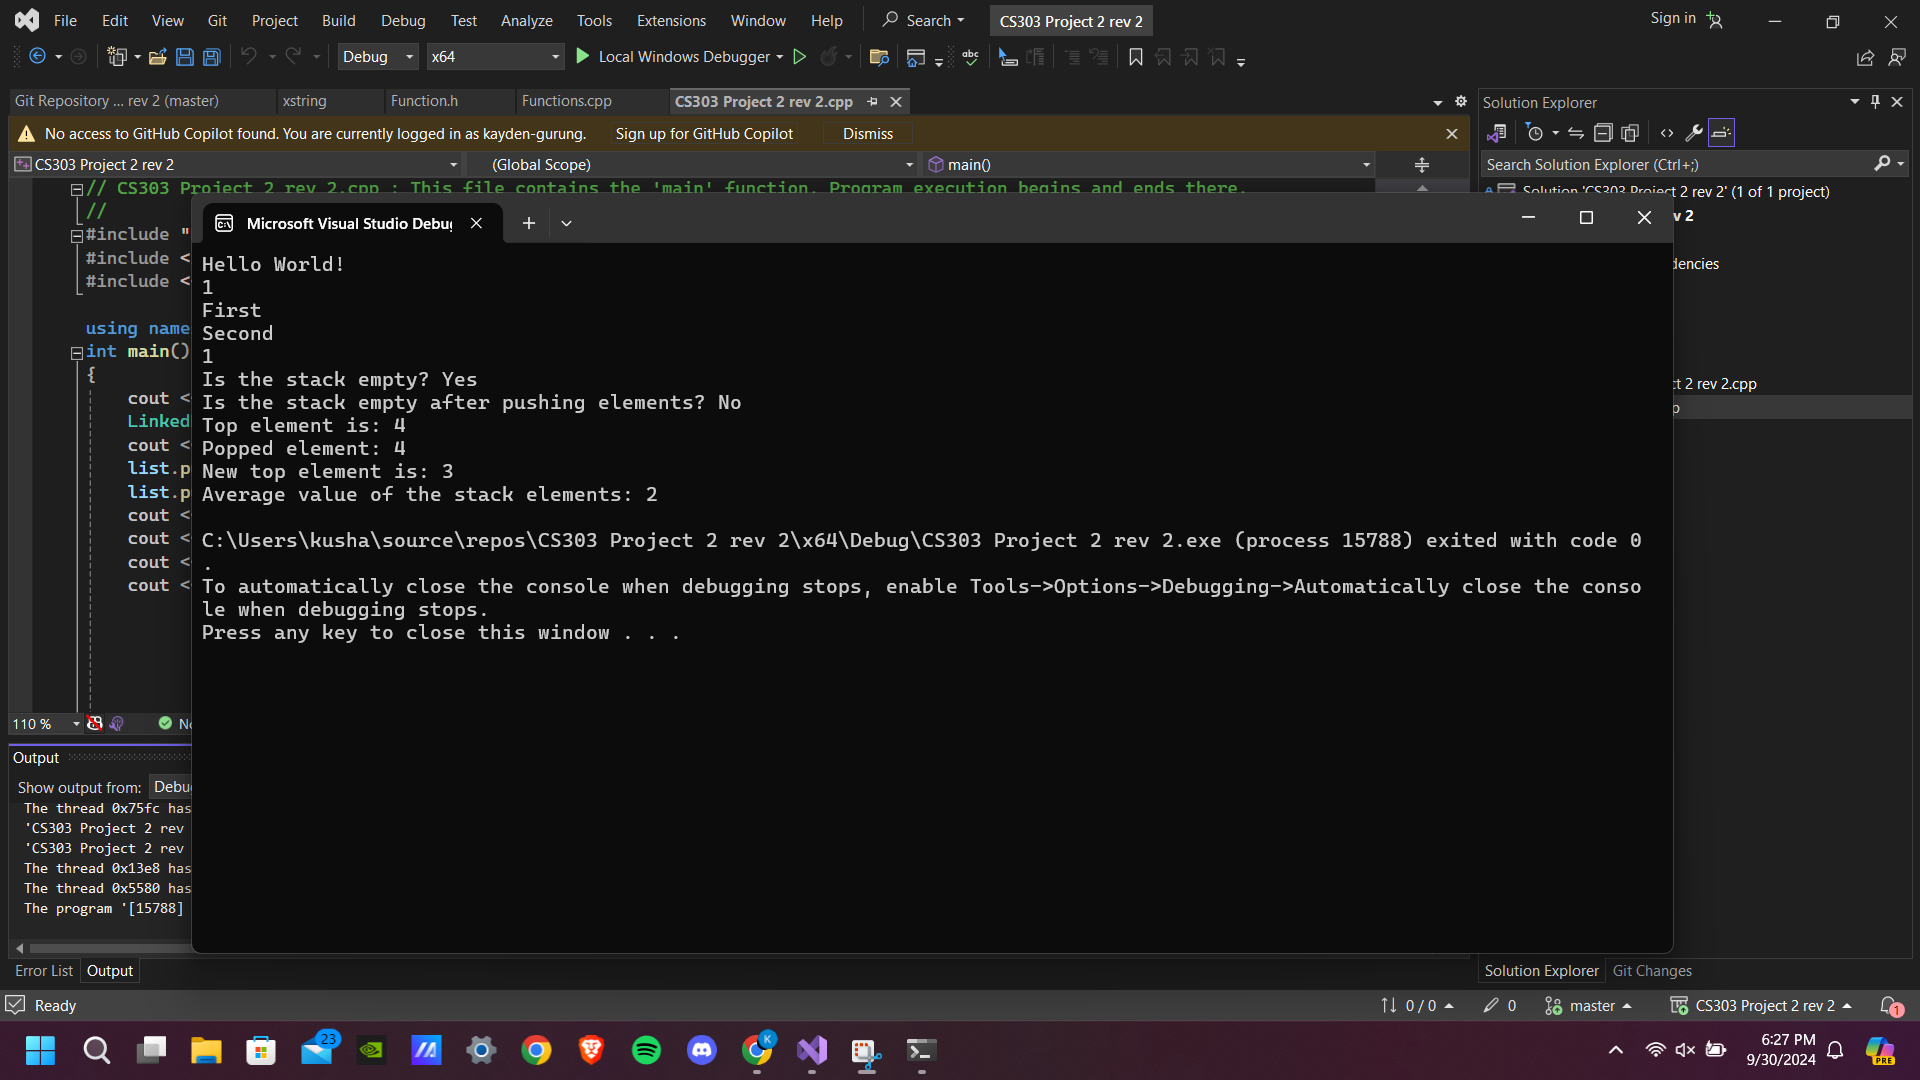 File Edit View Git Project Build Debug Test Analyze Tools Extensions Window Help Search CS303 Project 2 rev 2 Sign in
Debug x64 Local Windows Debugger
Git Repository ... rev 2 (master) xstring Function.h Functions.cpp CS303 Project 2 rev 2.cpp
No access to GitHub Copilot found. You are currently logged in as kayden-gurung. Sign up for GitHub Copilot Dismiss
CS303 Project 2 rev 2 (Global Scope) main()
// CS303 Project 2 rev 2.cpp : This file contains the 'main' function. Program execution begins and ends there.
//
#include "
#include <
#include <
using name
int main()
{
cout <
Linked
cout <
list.p
list.p
cout <
cout <
cout <
cout <
110 % No
Microsoft Visual Studio Debug
Hello World!
1
First
Second
1
Is the stack empty? Yes
Is the stack empty after pushing elements? No
Top element is: 4
Popped element: 4
New top element is: 3
Average value of the stack elements: 2
C:\Users\kusha\source\repos\CS303 Project 2 rev 2\x64\Debug\CS303 Project 2 rev 2.exe (process 15788) exited with code 0
.
To automatically close the console when debugging stops, enable Tools->Options->Debugging->Automatically close the conso
le when debugging stops.
Press any key to close this window . . .
Solution Explorer
Search Solution Explorer (Ctrl+;)
Solution 'CS303 Project 2 rev 2' (1 of 1 project)
v 2
dencies
ct 2 rev 2.cpp
p
Output
Show output from: Debu
The thread 0x75fc has
'CS303 Project 2 rev
'CS303 Project 2 rev
The thread 0x13e8 has
The thread 0x5580 has
The program '[15788]
Error List Output
Solution Explorer Git Changes
Ready 0 / 0 0 master CS303 Project 2 rev 2 1
23 K
6:27 PM
9/30/2024
PRE